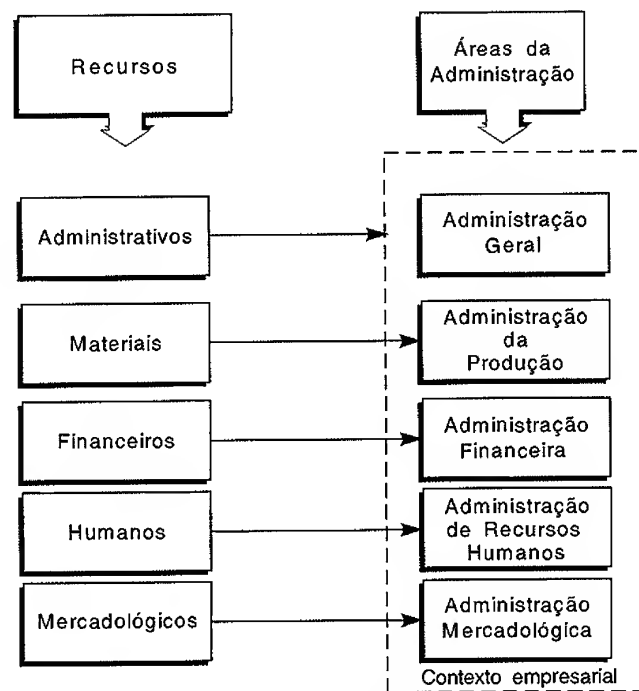 Recursos
Áreas da
Administração
Administrativos
Administração
Geral
Materiais
Administração
da
Produção
Financeiros
Administração
Financeira
Humanos
Administração
de Recursos
Humanos
Mercadológicos
Administração
Mercadológica
Contexto empresarial